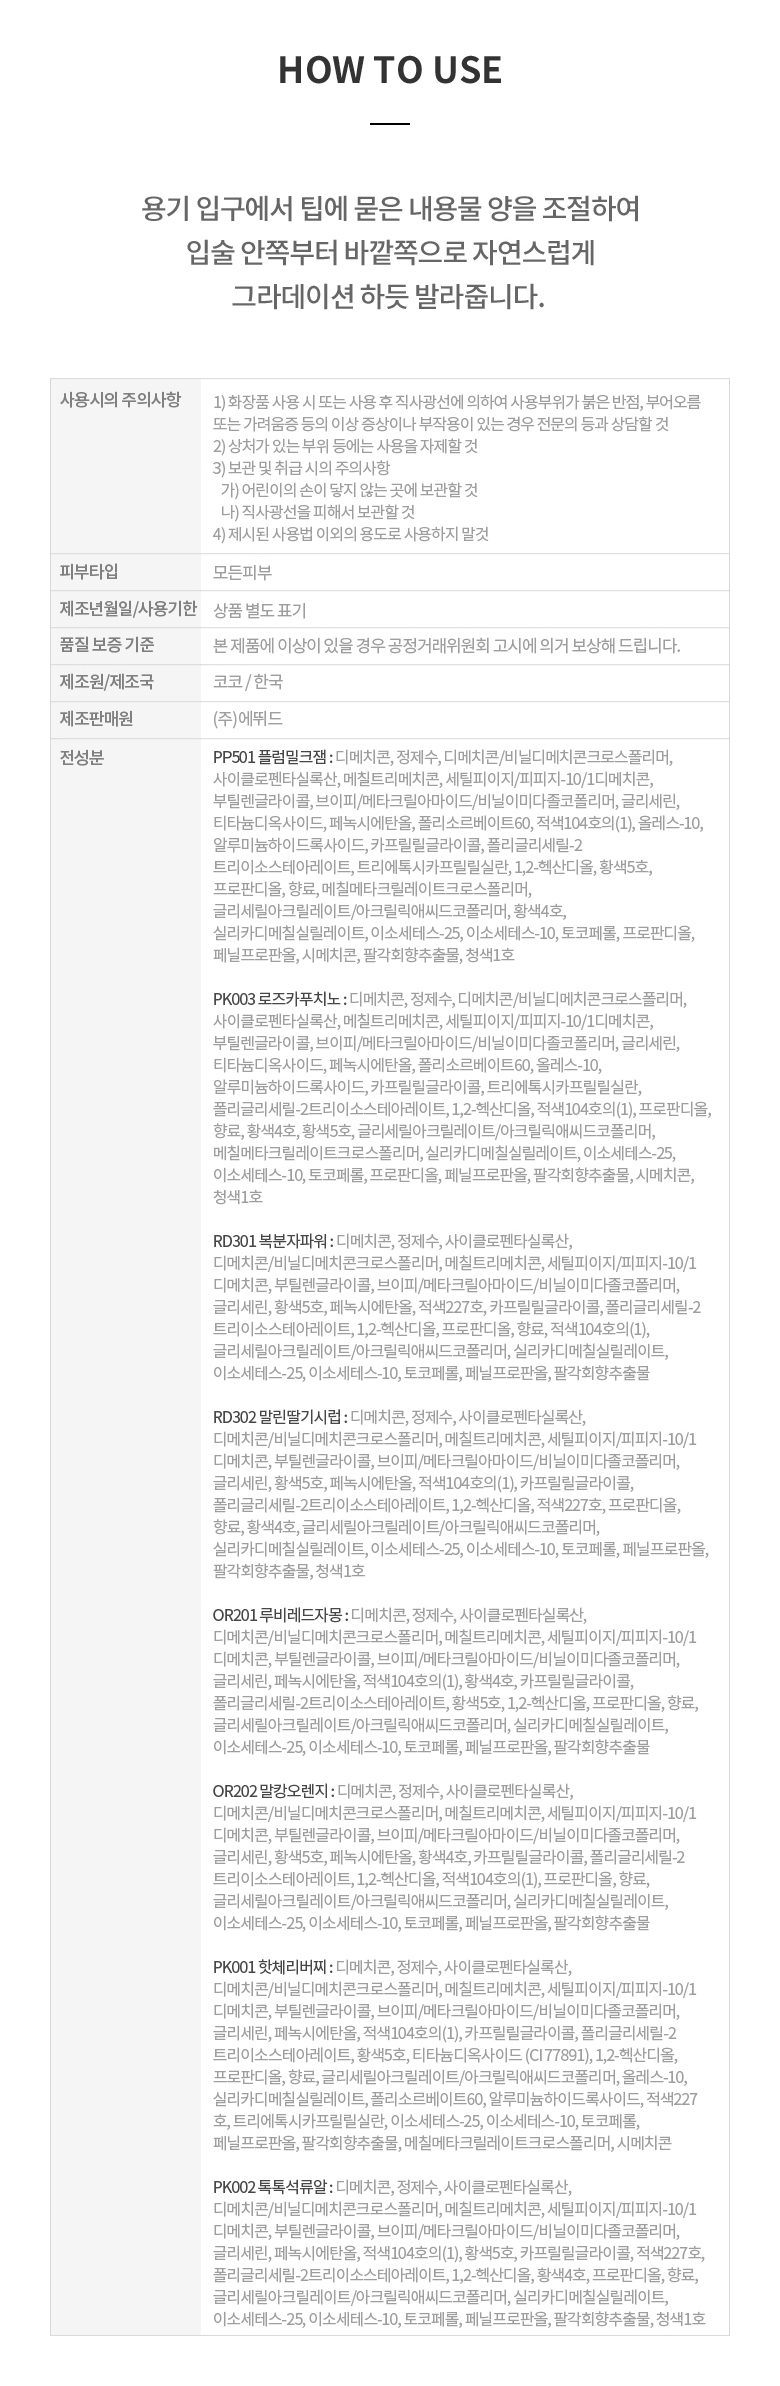 HOW TO USE
용기 입구에서 팁에 묻은 내용물 양을 조절하여
입술 안쪽부터 바깥쪽으로 자연스럽게
그라데이션 하듯 발라줍니다.
사용시의 주의사항
1) 화장품 사용 시 또는 사용 후 직사광선에 의하여 사용부위가 붉은 반점, 부어오름
또는 가려움증 등의 이상 증상이나 부작용이 있는 경우 전문의 등과 상담할 것
2) 상처가 있는 부위 등에는 사용을 자제할 것
3) 보관 및 취급 시의 주의사항
가) 어린이의 손이 닿지 않는 곳에 보관할 것
나) 직사광선을 피해서 보관할 것
4) 제시된 사용법 이외의 용도로 사용하지 말것
피부타입 모든피부
제조년월일/사용기한 상품 별도 표기
품질 보증 기준 본 제품에 이상이 있을 경우 공정거래위원회 고시에 의거 보상해 드립니다.
제조원/제조국 코코 / 한국
제조판매원 (주)에뛰드
전성분
PP501 플럼밀크잼 : 디메치콘, 정제수, 디메치콘/비닐디메치콘크로스폴리머,
사이클로펜타실록산, 메칠트리메치콘, 세틸피이지/피피지-10/1디메치콘,
부틸렌글라이콜, 브이피/메타크릴아마이드/비닐이미다졸코폴리머, 글리세린,
티타늄디옥사이드, 페녹시에탄올, 폴리소르베이트60, 적색104호의(1), 올레스-10,
알루미늄하이드록사이드, 카프릴릴글라이콜, 폴리글리세릴-2
트리이소스테아레이트, 트리에톡시카프릴릴실란, 1,2-헥산디올, 황색5호,
프로판디올, 향료, 메칠메타크릴레이트크로스폴리머,
글리세릴아크릴레이트/아크릴릭애씨드코폴리머, 황색4호,
실리카디메칠실릴레이트, 이소세테스-25, 이소세테스-10, 토코페롤, 프로판디올,
페닐프로판올, 시메치콘, 팔각회향추출물, 청색1호
PK003 로즈카푸치노 : 디메치콘, 정제수, 디메치콘/비닐디메치콘크로스폴리머,
사이클로펜타실록산, 메칠트리메치콘, 세틸피이지/피피지-10/1디메치콘,
부틸렌글라이콜, 브이피/메타크릴아마이드/비닐이미다졸코폴리머, 글리세린,
티타늄디옥사이드, 페녹시에탄올, 폴리소르베이트60, 올레스-10,
알루미늄하이드록사이드, 카프릴릴글라이콜, 트리에톡시카프릴릴실란,
폴리글리세릴-2트리이소스테아레이트, 1,2-헥산디올, 적색104호의(1), 프로판디올,
향료, 황색4호, 황색5호, 글리세릴아크릴레이트/아크릴릭애씨드코폴리머,
메칠메타크릴레이트크로스폴리머, 실리카디메칠실릴레이트, 이소세테스-25,
이소세테스-10, 토코페롤, 프로판디올, 페닐프로판올, 팔각회향추출물, 시메치콘,
청색1호
RD301 복분자파워 : 디메치콘, 정제수, 사이클로펜타실록산,
디메치콘/비닐디메치콘크로스폴리머, 메칠트리메치콘, 세틸피이지/피피지-10/1
디메치콘, 부틸렌글라이콜, 브이피/메타크릴아마이드/비닐이미다졸코폴리머,
글리세린, 황색5호, 페녹시에탄올, 적색227호, 카프릴릴글라이콜, 폴리글리세릴-2
트리이소스테아레이트, 1,2-헥산디올, 프로판디올, 향료, 적색104호의(1),
글리세릴아크릴레이트/아크릴릭애씨드코폴리머, 실리카디메칠실릴레이트,
이소세테스-25, 이소세테스-10, 토코페롤, 페닐프로판올, 팔각회향추출물
RD302 말린딸기시럽 : 디메치콘, 정제수, 사이클로펜타실록산,
디메치콘/비닐디메치콘크로스폴리머, 메칠트리메치콘, 세틸피이지/피피지-10/1
디메치콘, 부틸렌글라이콜, 브이피/메타크릴아마이드/비닐이미다졸코폴리머,
글리세린, 황색5호, 페녹시에탄올, 적색104호의(1), 카프릴릴글라이콜,
폴리글리세릴-2트리이소스테아레이트, 1,2-헥산디올, 적색227호, 프로판디올,
향료, 황색4호, 글리세릴아크릴레이트/아크릴릭애씨드코폴리머,
실리카디메칠실릴레이트, 이소세테스-25, 이소세테스-10, 토코페롤, 페닐프로판올,
팔각회향추출물, 청색1호
OR201 루비레드자몽 : 디메치콘, 정제수, 사이클로펜타실록산,
디메치콘/비닐디메치콘크로스폴리머, 메칠트리메치콘, 세틸피이지/피피지-10/1
디메치콘, 부틸렌글라이콜, 브이피/메타크릴아마이드/비닐이미다졸코폴리머,
글리세린, 페녹시에탄올, 적색104호의(1), 황색4호, 카프릴릴글라이콜,
폴리글리세릴-2트리이소스테아레이트, 황색5호, 1,2-헥산디올, 프로판디올, 향료,
글리세릴아크릴레이트/아크릴릭애씨드코폴리머, 실리카디메칠실릴레이트,
이소세테스-25, 이소세테스-10, 토코페롤, 페닐프로판올, 팔각회향추출물
OR202 말캉오렌지 : 디메치콘, 정제수, 사이클로펜타실록산,
디메치콘/비닐디메치콘크로스폴리머, 메칠트리메치콘, 세틸피이지/피피지-10/1
디메치콘, 부틸렌글라이콜, 브이피/메타크릴아마이드/비닐이미다졸코폴리머,
글리세린, 황색5호, 페녹시에탄올, 황색4호, 카프릴릴글라이콜, 폴리글리세릴-2
트리이소스테아레이트, 1,2-헥산디올, 적색104호의(1), 프로판디올, 향료,
글리세릴아크릴레이트/아크릴릭애씨드코폴리머, 실리카디메칠실릴레이트,
이소세테스-25, 이소세테스-10, 토코페롤, 페닐프로판올, 팔각회향추출물
PK001 핫체리버찌 : 디메치콘, 정제수, 사이클로펜타실록산,
디메치콘/비닐디메치콘크로스폴리머, 메칠트리메치콘, 세틸피이지/피피지-10/1
디메치콘, 부틸렌글라이콜, 브이피/메타크릴아마이드/비닐이미다졸코폴리머,
글리세린, 페녹시에탄올, 적색104호의(1), 카프릴릴글라이콜, 폴리글리세릴-2
트리이소스테아레이트, 황색5호, 티타늄디옥사이드 (CI 77891), 1,2-헥산디올,
프로판디올, 향료, 글리세릴아크릴레이트/아크릴릭애씨드코폴리머, 올레스-10,
실리카디메칠실릴레이트, 폴리소르베이트60, 알루미늄하이드록사이드, 적색227
호, 트리에톡시카프릴릴실란, 이소세테스-25, 이소세테스-10, 토코페롤,
페닐프로판올, 팔각회향추출물, 메칠메타크릴레이트크로스폴리머, 시메치콘
PK002 톡톡석류알 : 디메치콘, 정제수, 사이클로펜타실록산,
디메치콘/비닐디메치콘크로스폴리머, 메칠트리메치콘, 세틸피이지/피피지-10/1
디메치콘, 부틸렌글라이콜, 브이피/메타크릴아마이드/비닐이미다졸코폴리머,
글리세린, 페녹시에탄올, 적색104호의(1), 황색5호, 카프릴릴글라이콜, 적색227호,
폴리글리세릴-2트리이소스테아레이트, 1,2-헥산디올, 황색4호, 프로판디올, 향료,
글리세릴아크릴레이트/아크릴릭애씨드코폴리머, 실리카디메칠실릴레이트,
이소세테스-25, 이소세테스-10, 토코페롤, 페닐프로판올, 팔각회향추출물, 청색1호